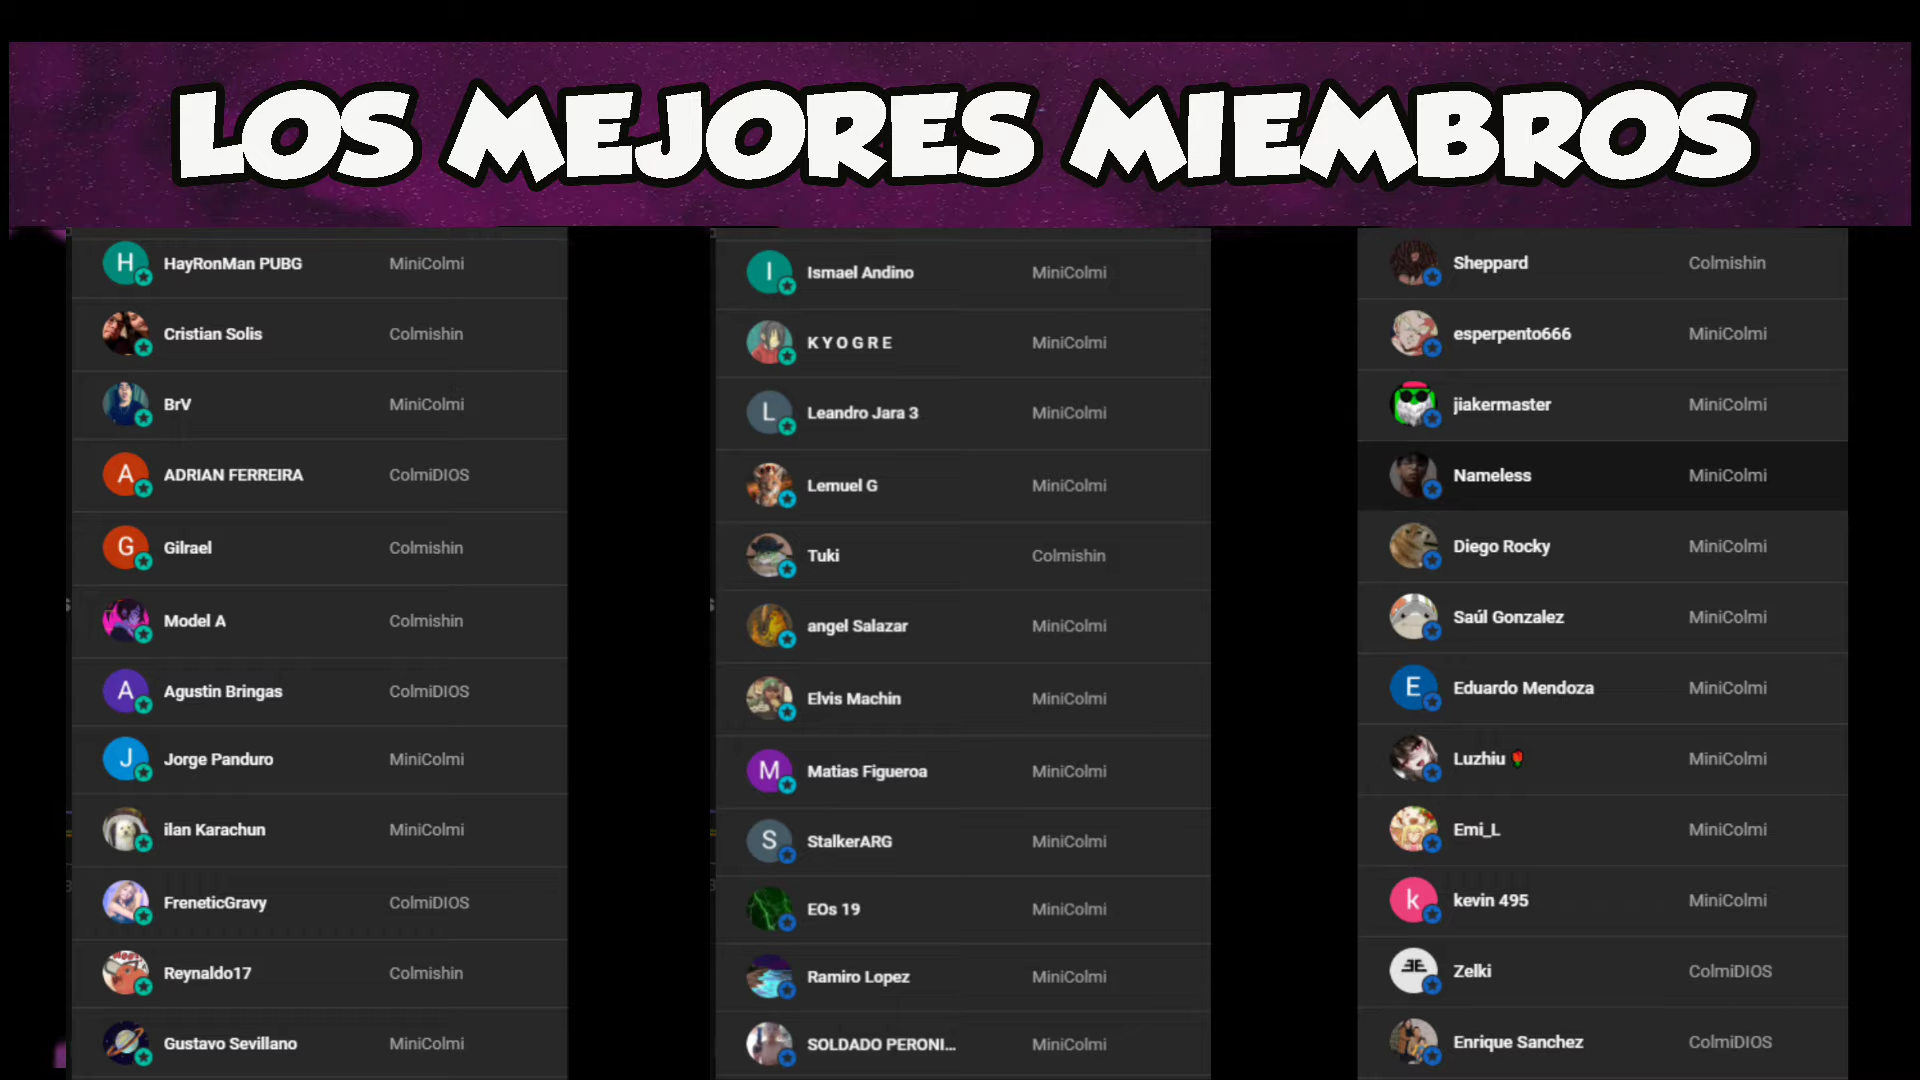 LOS MEJORES MIEMBROS
H HayRonMan PUBG MiniColmi
Cristian Solis Colmishin
BrV MiniColmi
A ADRIAN FERREIRA ColmiDIOS
G Gilrael Colmishin
Model A Colmishin
A Agustin Bringas ColmiDIOS
J Jorge Panduro MiniColmi
ilan Karachun MiniColmi
FreneticGravy ColmiDIOS
Reynaldo17 Colmishin
Gustavo Sevillano MiniColmi
I Ismael Andino MiniColmi
K Y O G R E MiniColmi
L Leandro Jara 3 MiniColmi
Lemuel G MiniColmi
Tuki Colmishin
angel Salazar MiniColmi
Elvis Machin MiniColmi
M Matias Figueroa MiniColmi
S StalkerARG MiniColmi
EOs 19 MiniColmi
Ramiro Lopez MiniColmi
SOLDADO PERONI... MiniColmi
Sheppard Colmishin
esperpento666 MiniColmi
jiakermaster MiniColmi
Nameless MiniColmi
Diego Rocky MiniColmi
Saúl Gonzalez MiniColmi
E Eduardo Mendoza MiniColmi
Luzhiu🌹 MiniColmi
Emi_L MiniColmi
k kevin 495 MiniColmi
Zelki ColmiDIOS
Enrique Sanchez ColmiDIOS